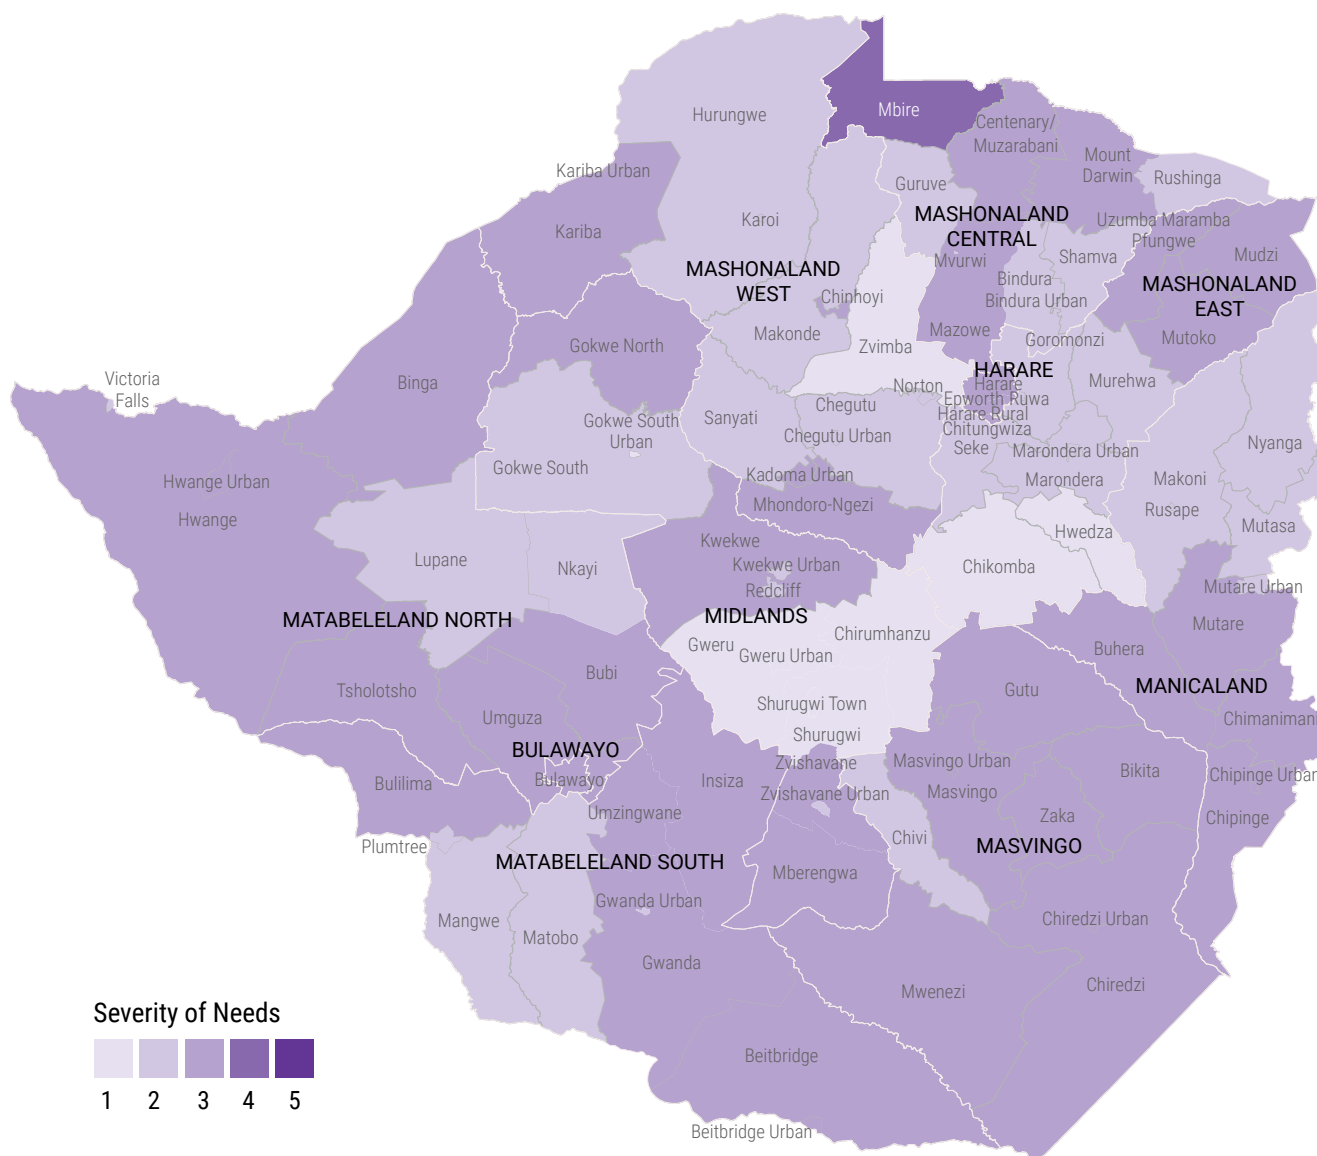 Mbire
Hurungwe
Centenary/
Muzarabani
Mount
Darwin
Kariba Urban
Guruve
Rushinga
Karoi
MASHONALAND
CENTRAL
Uzumba Maramba
Pfungwe
Kariba
Mvurwi
Shamva
Mudzi
MASHONALAND
WEST
Bindura
Bindura Urban
MASHONALAND
EAST
Chinhoyi
Makonde
Mazowe
Mutoko
Gokwe North
Zvimba
Goromonzi
HARARE
Victoria
Falls
Binga
Norton
Harare
Murehwa
Epworth
Ruwa
Sanyati
Chegutu
Harare Rural
Gokwe South
Urban
Chegutu Urban
Chitungwiza
Seke
Marondera Urban
Nyanga
Gokwe South
Kadoma Urban
Marondera
Makoni
Hwange Urban
Mhondoro-Ngezi
Rusape
Hwange
Hwedza
Mutasa
Kwekwe
Lupane
Nkayi
Kwekwe Urban
Chikomba
Redcliff
Mutare Urban
MATABELELAND NORTH
MIDLANDS
Chirumhanzu
Mutare
Gweru
Gweru Urban
Buhera
Bubi
Tsholotsho
Gutu
MANICALAND
Shurugwi Town
Umguza
Chimanimani
Shurugwi
BULAWAYO
Zvishavane
Masvingo Urban
Bikita
Chipinge Urban
Bulawayo
Bulilima
Insiza
Zvishavane Urban
Masvingo
Umzingwane
Zaka
Chipinge
Plumtree
Chivi
MASVINGO
MATABELELAND SOUTH
Mberengwa
Gwanda Urban
Mangwe
Matobo
Chiredzi Urban
Gwanda
Mwenezi
Chiredzi
Severity of Needs
Beitbridge
1 2 3 4 5
Beitbridge Urban